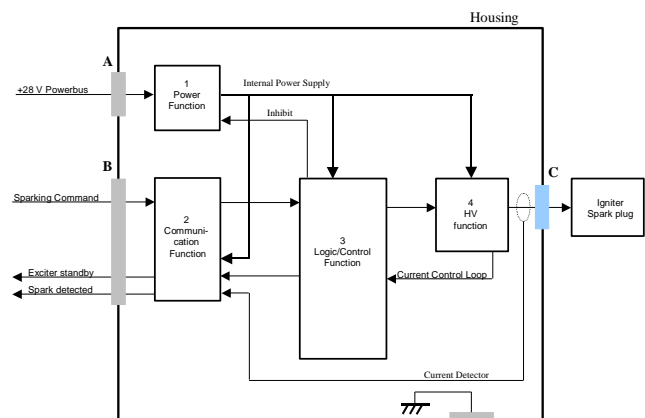 Housing
A
+28 V Powerbus
1
Power
Function
Internal Power Supply
Inhibit
B
Sparking Command
2
Communi-
cation
Function
3
Logic/Control
Function
4
HV
function
C
Igniter
Spark plug
Exciter standby
Spark detected
Current Control Loop
Current Detector